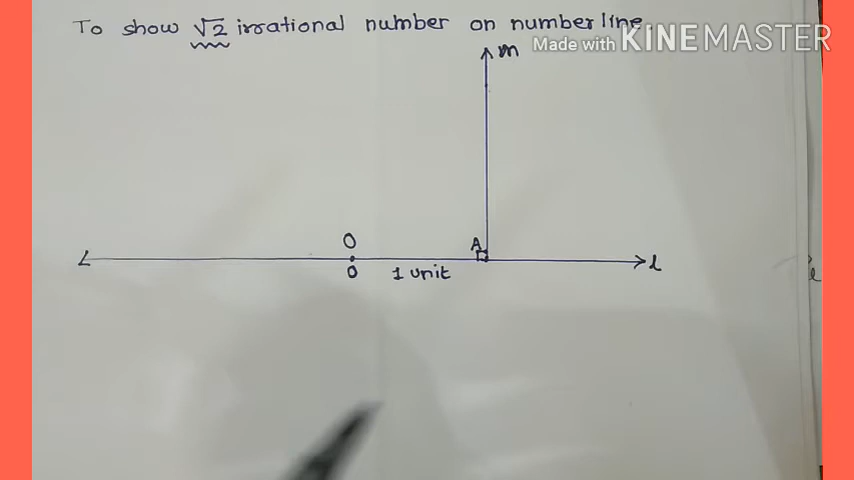 To show √2 irrational number on number line.
Made with KINEMASTER
m
O
A
0
1 unit
l